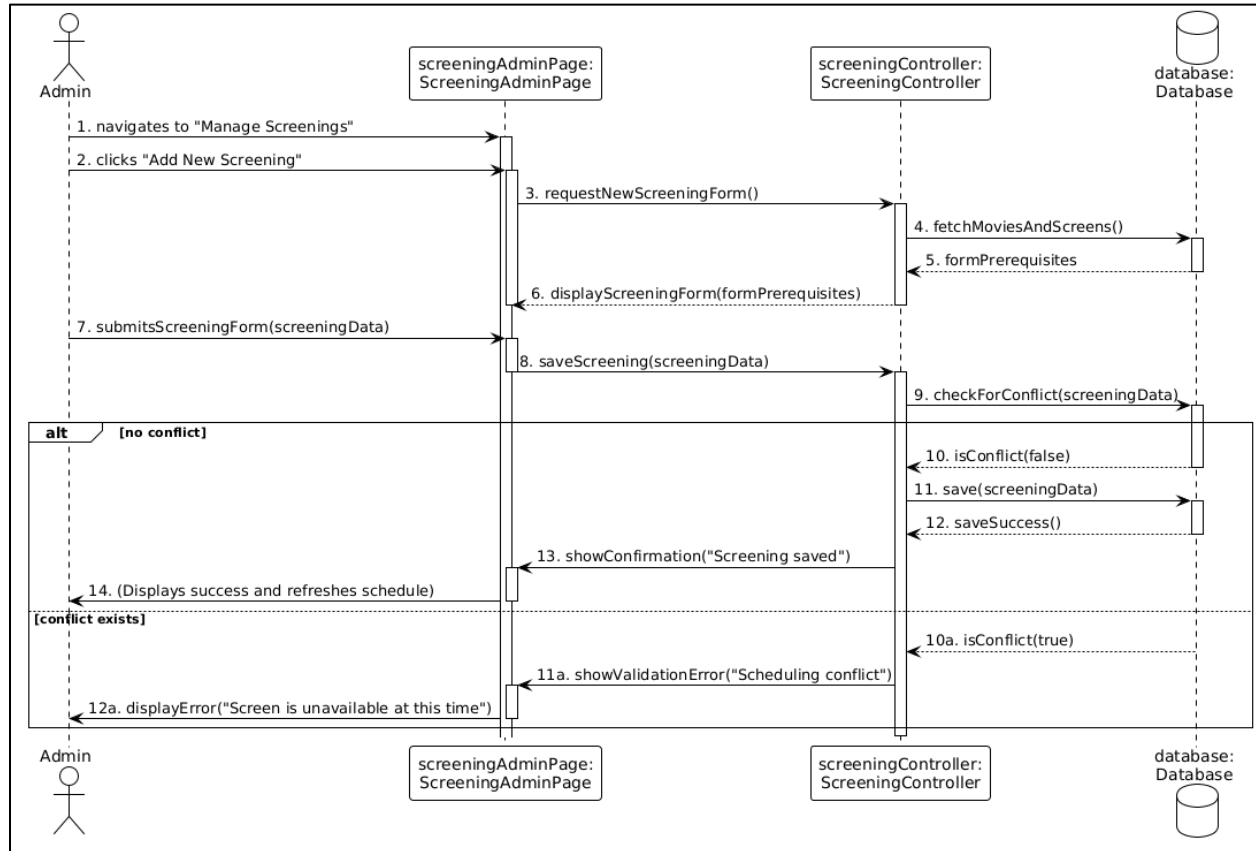 Admin
screeningAdminPage:
ScreeningAdminPage
screeningController:
ScreeningController
database:
Database
1. navigates to "Manage Screenings"
2. clicks "Add New Screening"
3. requestNewScreeningForm()
4. fetchMoviesAndScreens()
5. formPrerequisites
6. displayScreeningForm(formPrerequisites)
7. submitsScreeningForm(screeningData)
8. saveScreening(screeningData)
9. checkForConflict(screeningData)
alt [no conflict]
10. isConflict(false)
11. save(screeningData)
12. saveSuccess()
13. showConfirmation("Screening saved")
14. (Displays success and refreshes schedule)
[conflict exists]
10a. isConflict(true)
11a. showValidationError("Scheduling conflict")
12a. displayError("Screen is unavailable at this time")
Admin
screeningAdminPage:
ScreeningAdminPage
screeningController:
ScreeningController
database:
Database